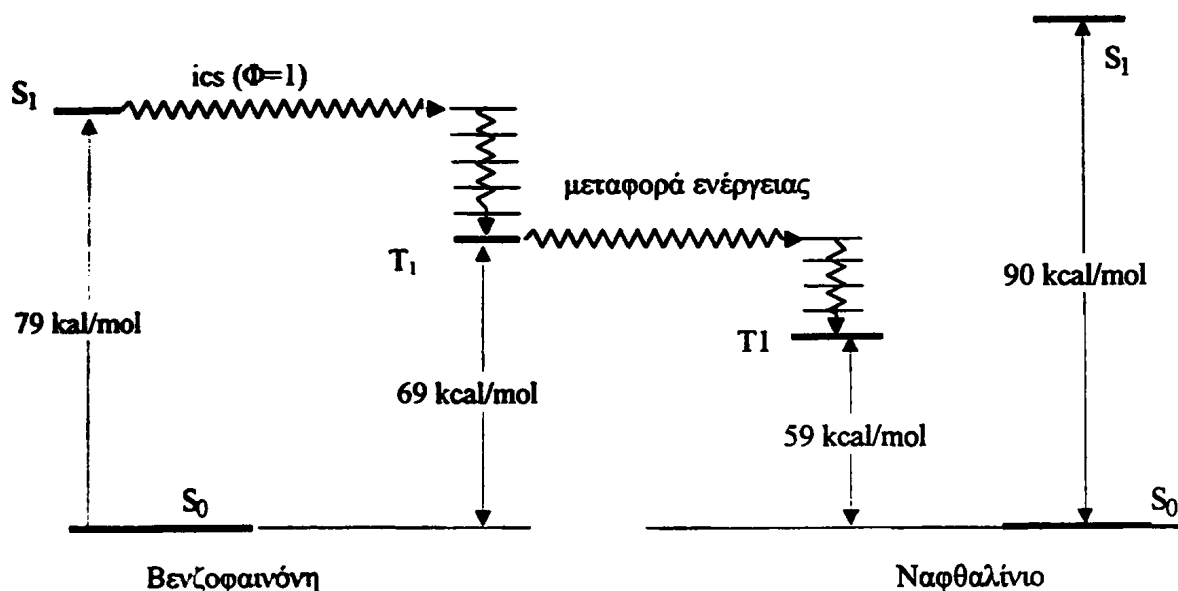 ics (Φ=1)
S₁
S₁
μεταφορά ενέργειας
T₁
90 kcal/mol
79 kal/mol
T1
69 kcal/mol
59 kcal/mol
S₀
S₀
Βενζοφαινόνη
Ναφθαλίνιο